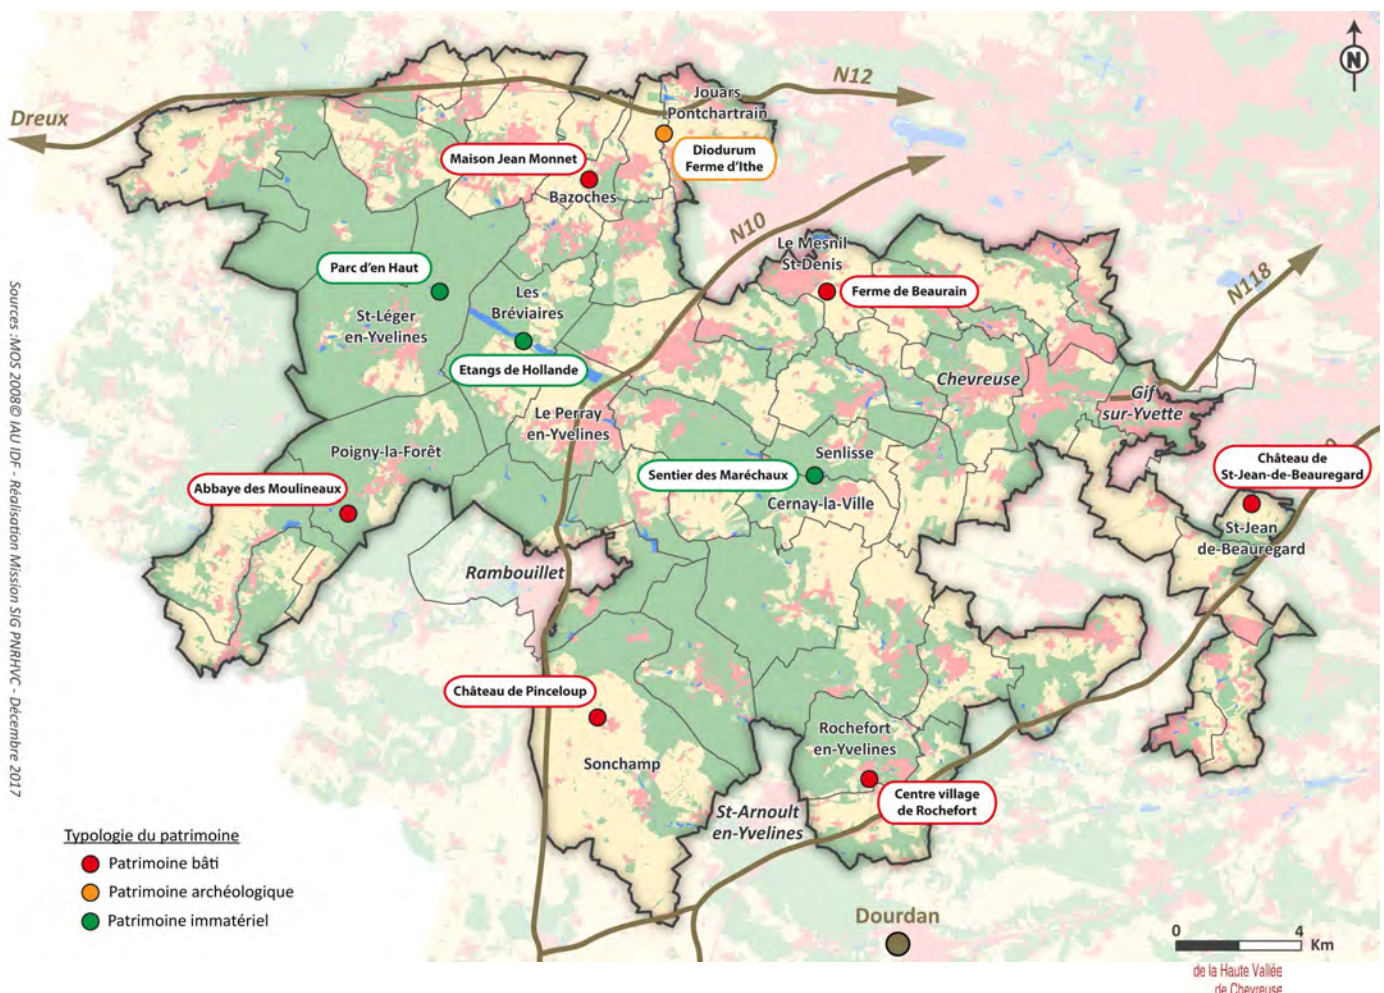 N12
Dreux
Jouars
Pontchartrain
Maison Jean Monnet
Diodurum
Ferme d'Ithe
Bazoches
N10
Le Mesnil
St-Denis
N118
Parc d'en Haut
Ferme de Beaurain
Les
Bréviaires
St-Léger
en-Yvelines
Etangs de Hollande
Chevreuse
Gif
sur-Yvette
Le Perray
en-Yvelines
Poigny-la-Forêt
Senlisse
Château de
St-Jean-de-Beauregard
Sentier des Maréchaux
Abbaye des Moulineaux
Cernay-la-Ville
St-Jean
de-Beauregard
Rambouillet
Château de Pinceloup
Rochefort
en-Yvelines
Sonchamp
Centre village
de Rochefort
St-Arnoult
en-Yvelines
Sources :MOS 2008© IAU IDF - Réalisation Mission SIG PNRHVC - Décembre 2017
Typologie du patrimoine
Patrimoine bâti
Patrimoine archéologique
Patrimoine immatériel
Dourdan
0 4
Km
N
de la Haute Vallée
de Chevreuse